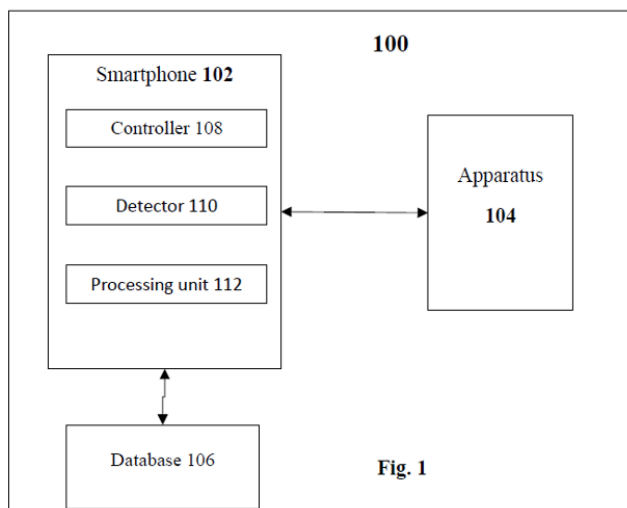 100
Smartphone 102
Controller 108
Detector 110
Processing unit 112
Apparatus
104
Database 106
Fig. 1